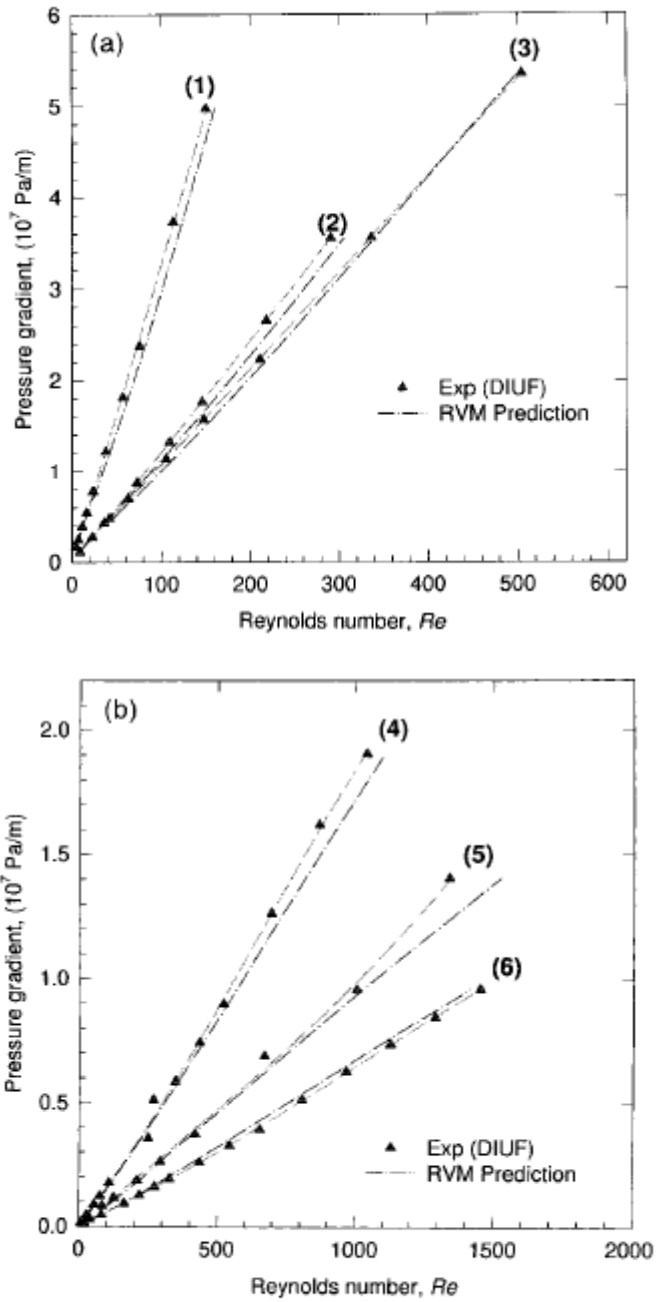 (a)
(1)
(2)
(3)
6
5
4
3
2
1
0
Pressure gradient, (10⁷ Pa/m)
Exp (DIUF)
RVM Prediction
0 100 200 300 400 500 600
Reynolds number, Re
(b)
(4)
(5)
(6)
2.0
1.5
1.0
0.5
0.0
Pressure gradient, (10⁷ Pa/m)
Exp (DIUF)
RVM Prediction
0 500 1000 1500 2000
Reynolds number, Re